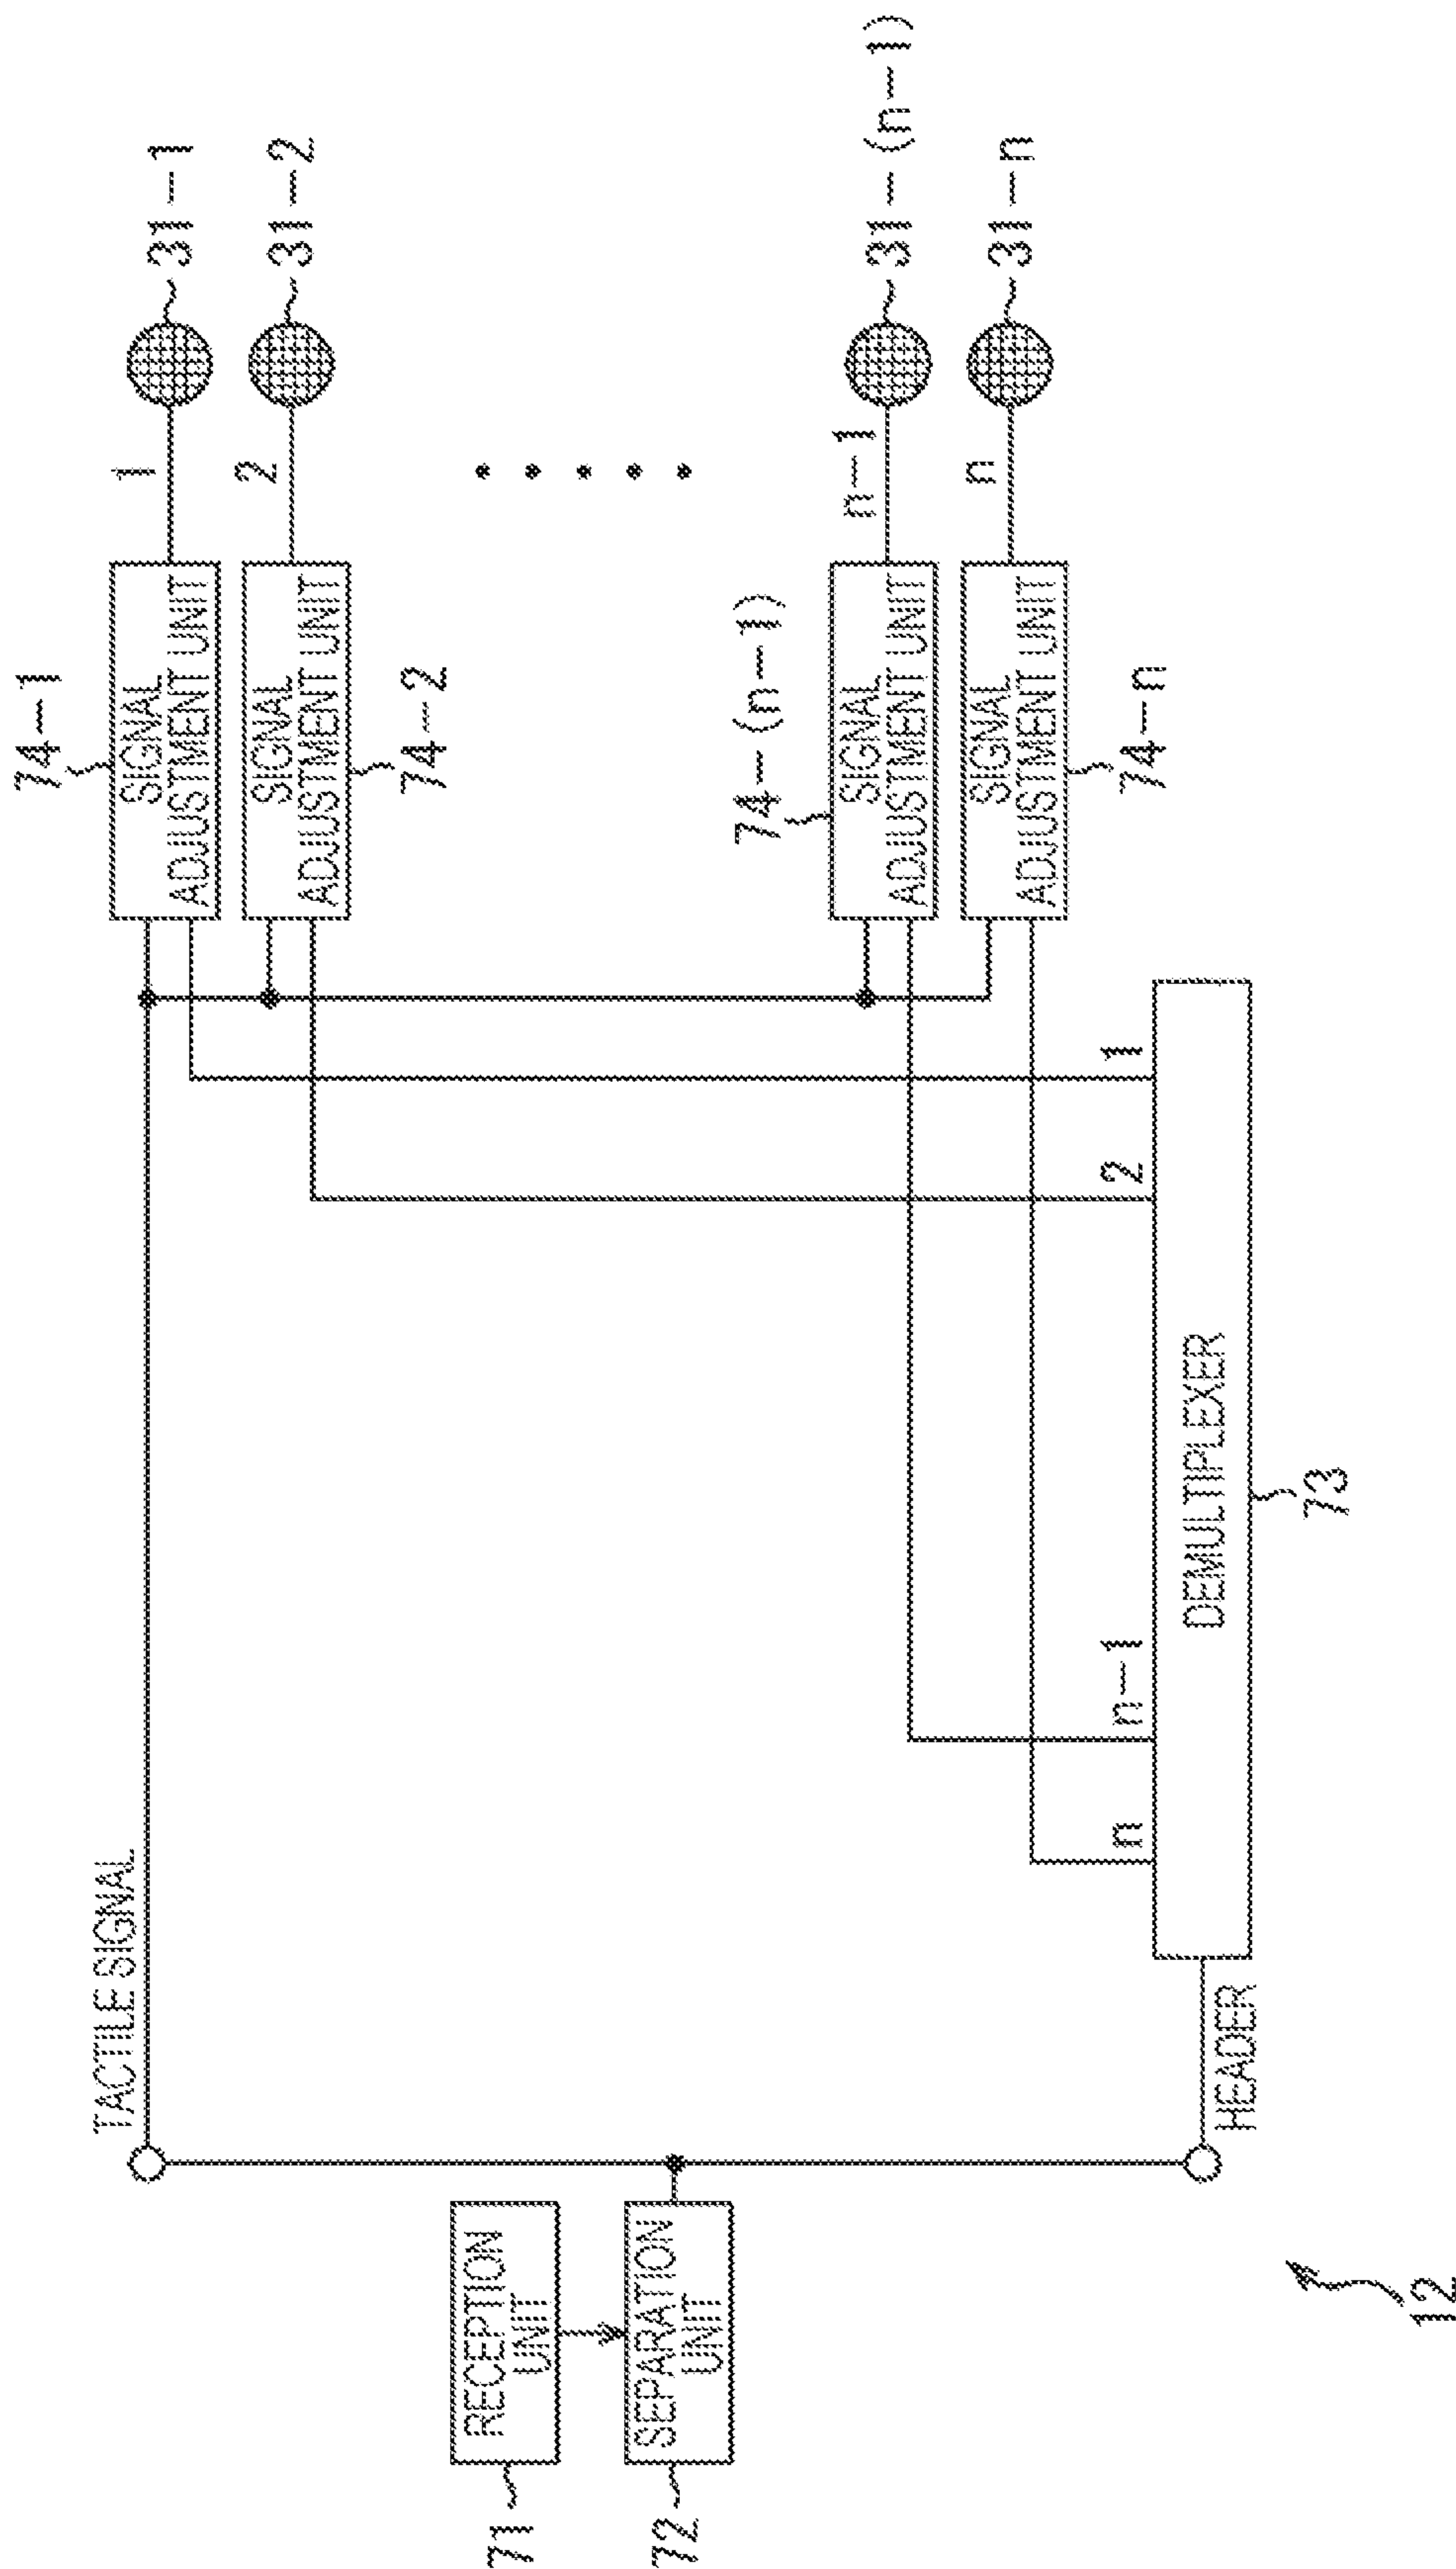 71
RECEPTION
UNIT
72
SEPARATION
UNIT
12
TACTILE SIGNAL
HEADER
DEMULTIPLEXER
73
n
n-1
2
1
74-1
SIGNAL
ADJUSTMENT UNIT
1
31-1
SIGNAL
ADJUSTMENT UNIT
74-2
2
31-2
74-(n-1)
SIGNAL
ADJUSTMENT UNIT
n-1
31-(n-1)
SIGNAL
ADJUSTMENT UNIT
74-n
n
31-n